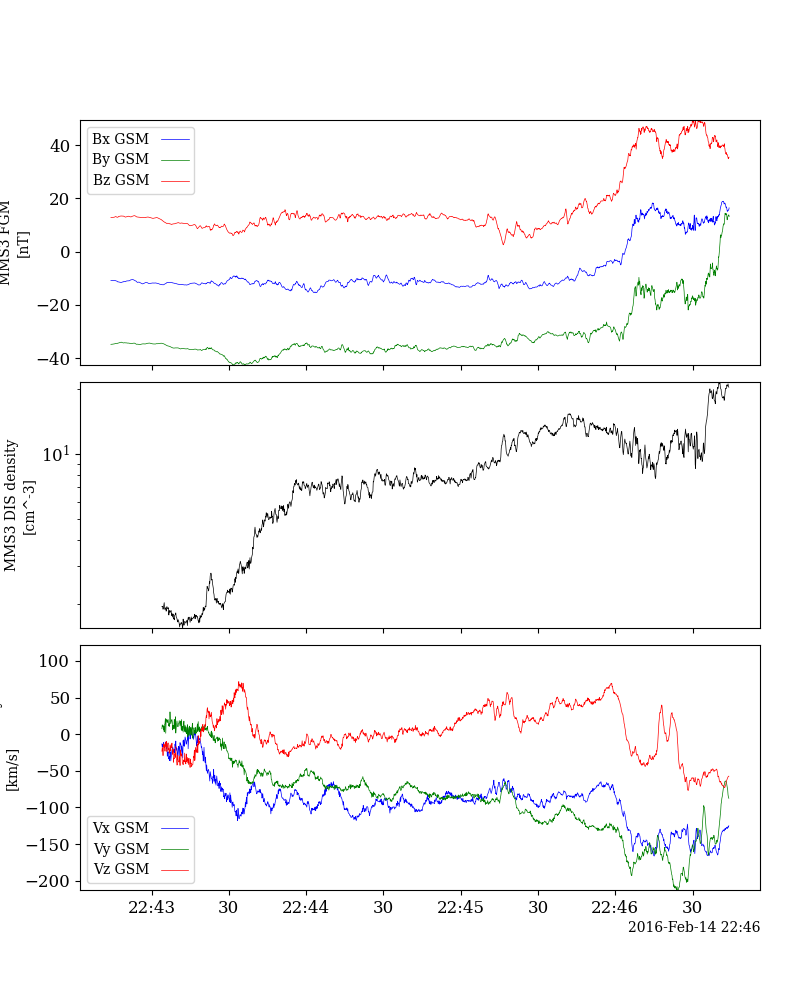 40
20
0
−20
−40
MMS3 FGM
[nT]
Bx GSM
By GSM
Bz GSM
10^1
MMS3 DIS density
[cm^-3]
100
50
0
−50
−100
−150
−200
[km/s]
Vx GSM
Vy GSM
Vz GSM
22:43 30 22:44 30 22:45 30 22:46 30
2016-Feb-14 22:46